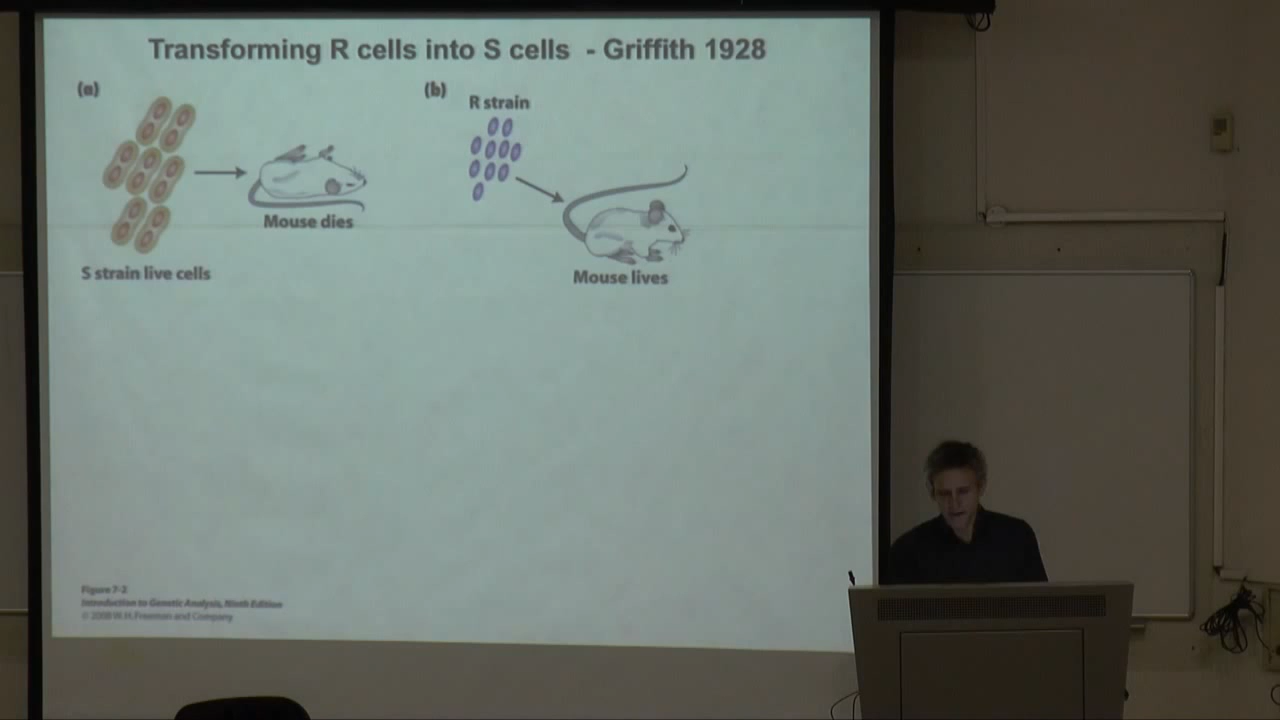 Transforming R cells into S cells - Griffith 1928
(a)
(b)
R strain
Mouse dies
S strain live cells
Mouse lives
Figure 7-2
Introduction to Genetic Analysis, Ninth Edition
© 2008 W. H. Freeman and Company